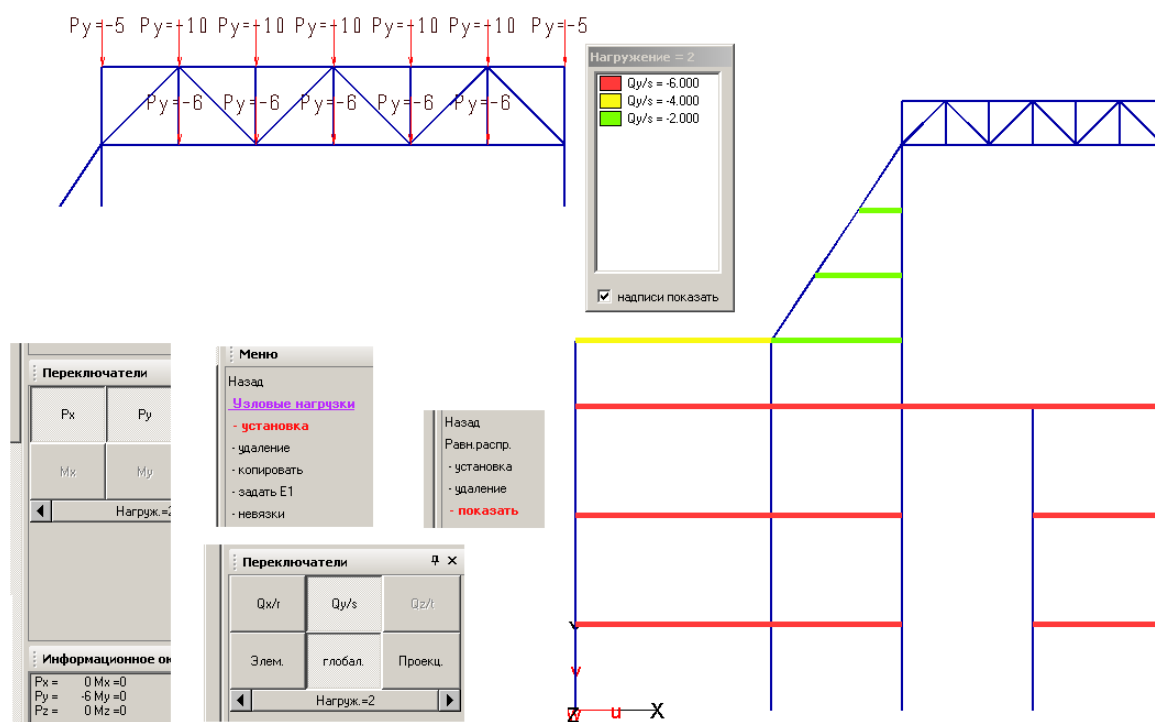 Py=-5 Py=-10 Py=-10 Py=-10 Py=-10 Py=-10 Py=-5
Py=-6 Py=-6 Py=-6 Py=-6 Py=-6
Нагружение = 2
Qy/s = -6.000
Qy/s = -4.000
Qy/s = -2.000
надписи показать
Переключатели
Px Py
Mx My
Нагруж.=2
Информационное ок
Px = 0 Mx =0
Py = -6 My =0
Pz = 0 Mz =0
Меню
Назад
Узловые нагрузки
- установка
- удаление
- копировать
- задать E1
- невязки
Назад
Равн.распр.
- установка
- удаление
- показать
Переключатели
Qx/r Qy/s Qz/t
Элем. глобал. Проекц.
Нагруж.=2
Y
v
Z w u X